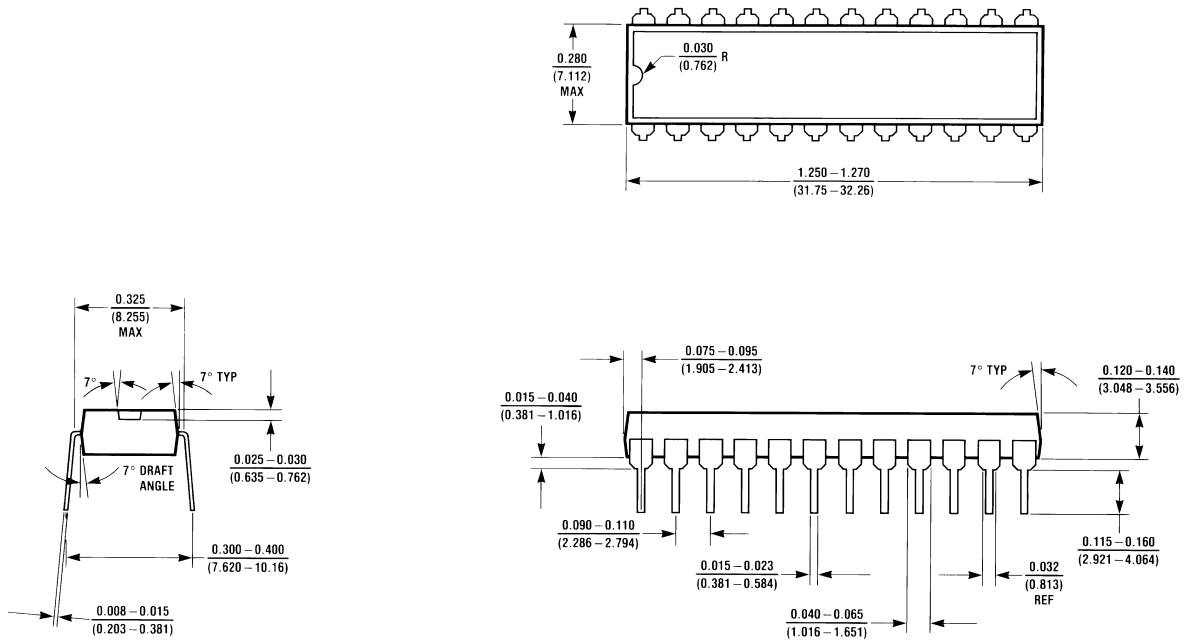 0.280
(7.112)
MAX
0.030
(0.762)
R
1.250 – 1.270
(31.75 – 32.26)
0.325
(8.255)
MAX
7°
7° TYP
0.025 – 0.030
(0.635 – 0.762)
7° DRAFT
ANGLE
0.300 – 0.400
(7.620 – 10.16)
0.008 – 0.015
(0.203 – 0.381)
0.075 – 0.095
(1.905 – 2.413)
7° TYP
0.120 – 0.140
(3.048 – 3.556)
0.015 – 0.040
(0.381 – 1.016)
0.090 – 0.110
(2.286 – 2.794)
0.115 – 0.160
(2.921 – 4.064)
0.015 – 0.023
(0.381 – 0.584)
0.032
(0.813)
REF
0.040 – 0.065
(1.016 – 1.651)